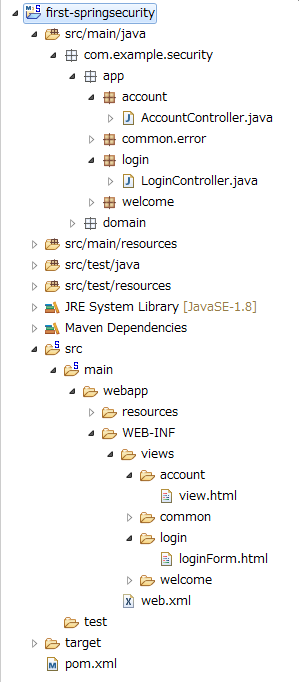 first-springsecurity
src/main/java
com.example.security
app
account
AccountController.java
common.error
login
LoginController.java
welcome
domain
src/main/resources
src/test/java
src/test/resources
JRE System Library [JavaSE-1.8]
Maven Dependencies
src
main
webapp
resources
WEB-INF
views
account
view.html
common
login
loginForm.html
welcome
web.xml
test
target
pom.xml